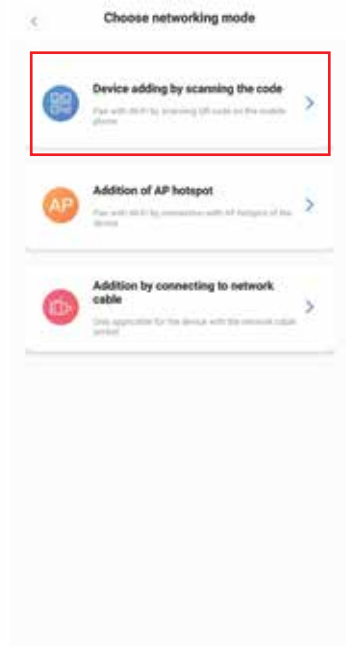 Choose networking mode
Device adding by scanning the code
Pair with Wi-Fi by scanning QR code on the mobile
phone
AP
Addition of AP hotspot
Pair with Wi-Fi by connection with AP hotspot of the
device
Addition by connecting to network
cable
Only applicable for the device with the network cable
socket